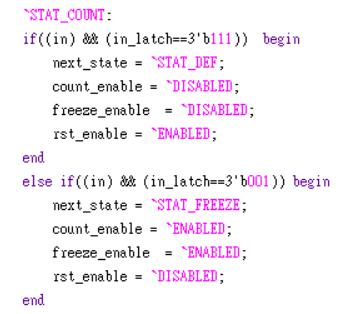 `STAT_COUNT:
if((in) && (in_latch==3'b111)) begin
next_state = `STAT_DEF;
count_enable = `DISABLED;
freeze_enable = `DISABLED;
rst_enable = `ENABLED;
end
else if((in) && (in_latch==3'b001)) begin
next_state = `STAT_FREEZE;
count_enable = `ENABLED;
freeze_enable = `ENABLED;
rst_enable = `DISABLED;
end